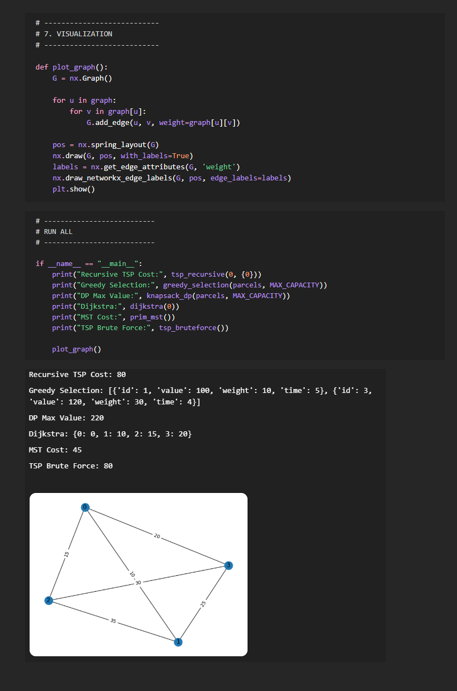 # ---------------------------
# 7. VISUALIZATION
# ---------------------------
def plot_graph():
    G = nx.Graph()
    for u in graph:
        for v in graph[u]:
            G.add_edge(u, v, weight=graph[u][v])
    pos = nx.spring_layout(G)
    nx.draw(G, pos, with_labels=True)
    labels = nx.get_edge_attributes(G, 'weight')
    nx.draw_networkx_edge_labels(G, pos, edge_labels=labels)
    plt.show()
# --------------------------
# RUN ALL
# --------------------------
if __name__ == "__main__":
    print("Recursive TSP Cost:", tsp_recursive(0, {0}))
    print("Greedy Selection:", greedy_selection(parcels, MAX_CAPACITY))
    print("DP Max Value:", knapsack_dp(parcels, MAX_CAPACITY))
    print("Dijkstra:", dijkstra(0))
    print("MST Cost:", prim_mst())
    print("TSP Brute Force:", tsp_bruteforce())
    plot_graph()
Recursive TSP Cost: 80
Greedy Selection: [{'id': 1, 'value': 100, 'weight': 10, 'time': 5}, {'id': 3,
'value': 120, 'weight': 30, 'time': 4}]
DP Max Value: 220
Dijkstra: {0: 0, 1: 10, 2: 15, 3: 20}
MST Cost: 45
TSP Brute Force: 80
0
20
15
3
10
30
25
2
35
1